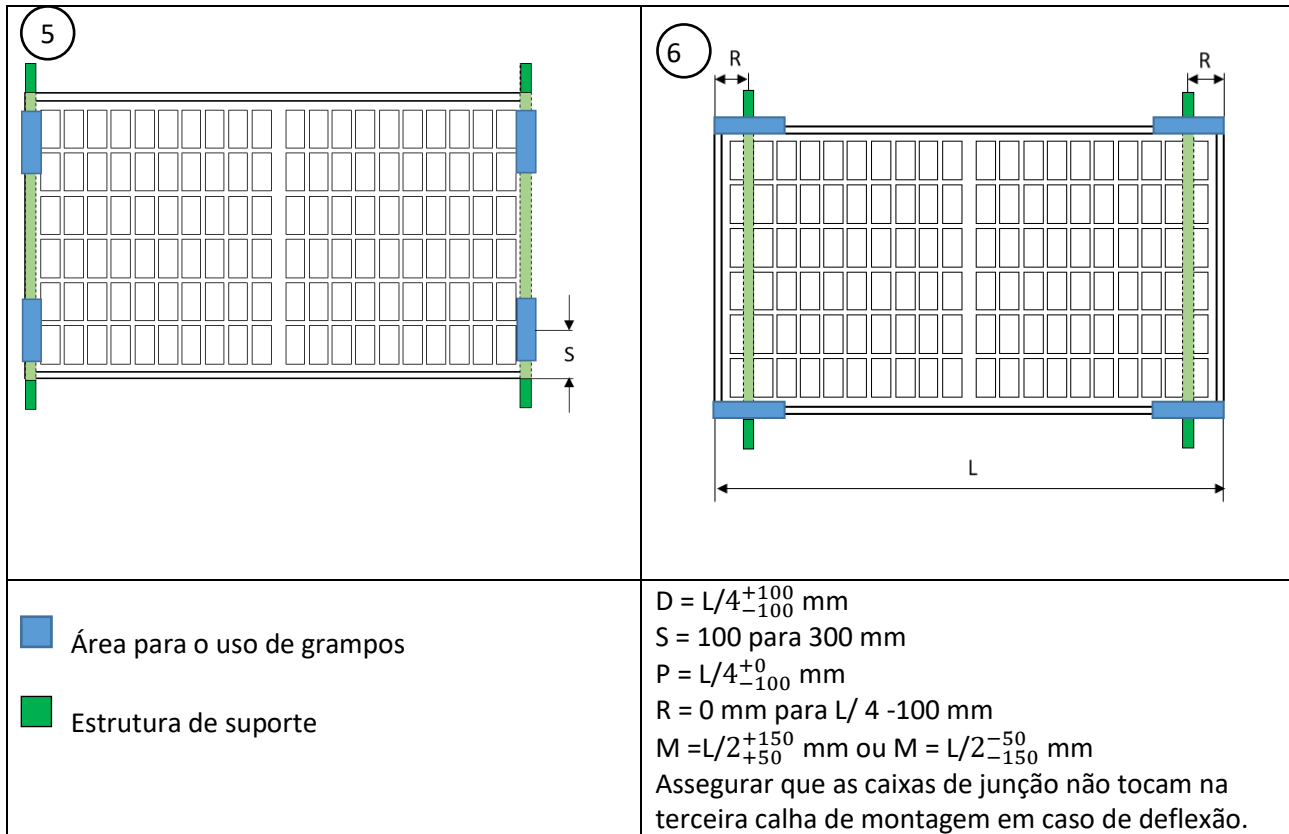 5
S
6
R R
L
Área para o uso de grampos
Estrutura de suporte
D = L/4 +100 −100 mm
S = 100 para 300 mm
P = L/4 +0 −100 mm
R = 0 mm para L/ 4 -100 mm
M =L/2 +150 +50 mm ou M = L/2 −50 −150 mm
Assegurar que as caixas de junção não tocam na
terceira calha de montagem em caso de deflexão.